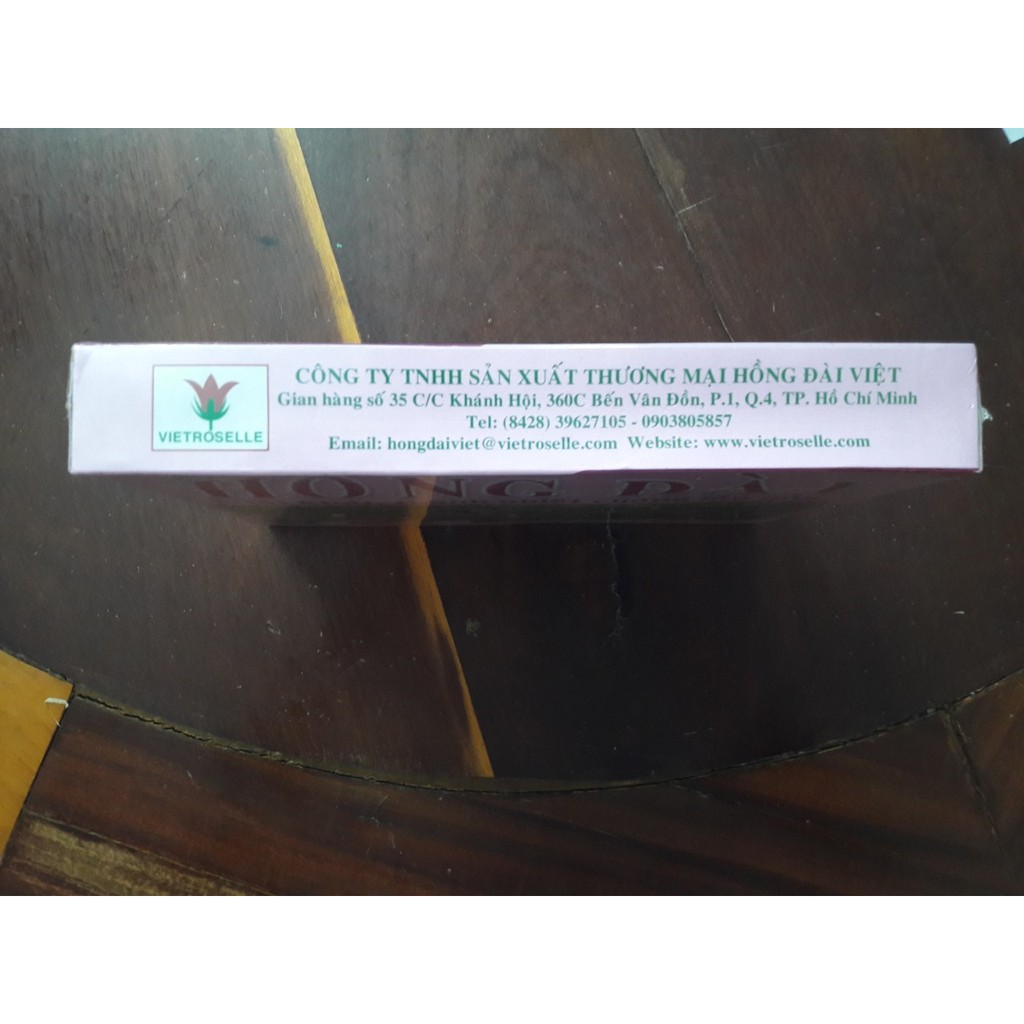 VIETROSELLE
CÔNG TY TNHH SẢN XUẤT THƯƠNG MẠI HỒNG ĐÀI VIỆT
Gian hàng số 35 C/C Khánh Hội, 360C Bến Vân Đồn, P.1, Q.4, TP. Hồ Chí Minh
Tel: (8428) 39627105 - 0903805857
Email: hongdaiviet@vietroselle.com Website: www.vietroselle.com
HỒNG ĐÀI